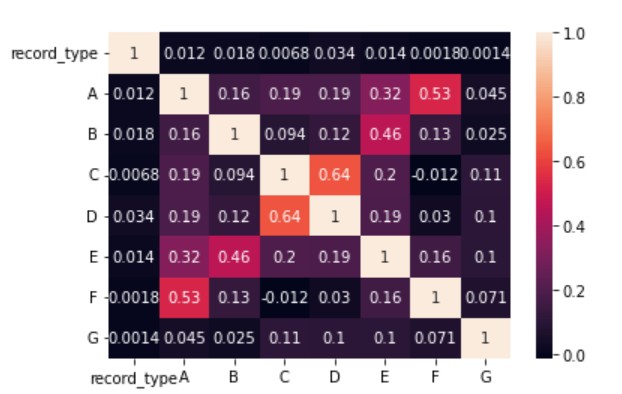 record_type 1 0.012 0.018 0.0068 0.034 0.014 0.0018 0.0014 1.0
A 0.012 1 0.16 0.19 0.19 0.32 0.53 0.045 0.8
B 0.018 0.16 1 0.094 0.12 0.46 0.13 0.025
C 0.0068 0.19 0.094 1 0.64 0.2 -0.012 0.11 0.6
D 0.034 0.19 0.12 0.64 1 0.19 0.03 0.1 0.4
E 0.014 0.32 0.46 0.2 0.19 1 0.16 0.1
F 0.0018 0.53 0.13 -0.012 0.03 0.16 1 0.071 0.2
G 0.0014 0.045 0.025 0.11 0.1 0.1 0.071 1 0.0
record_type A B C D E F G